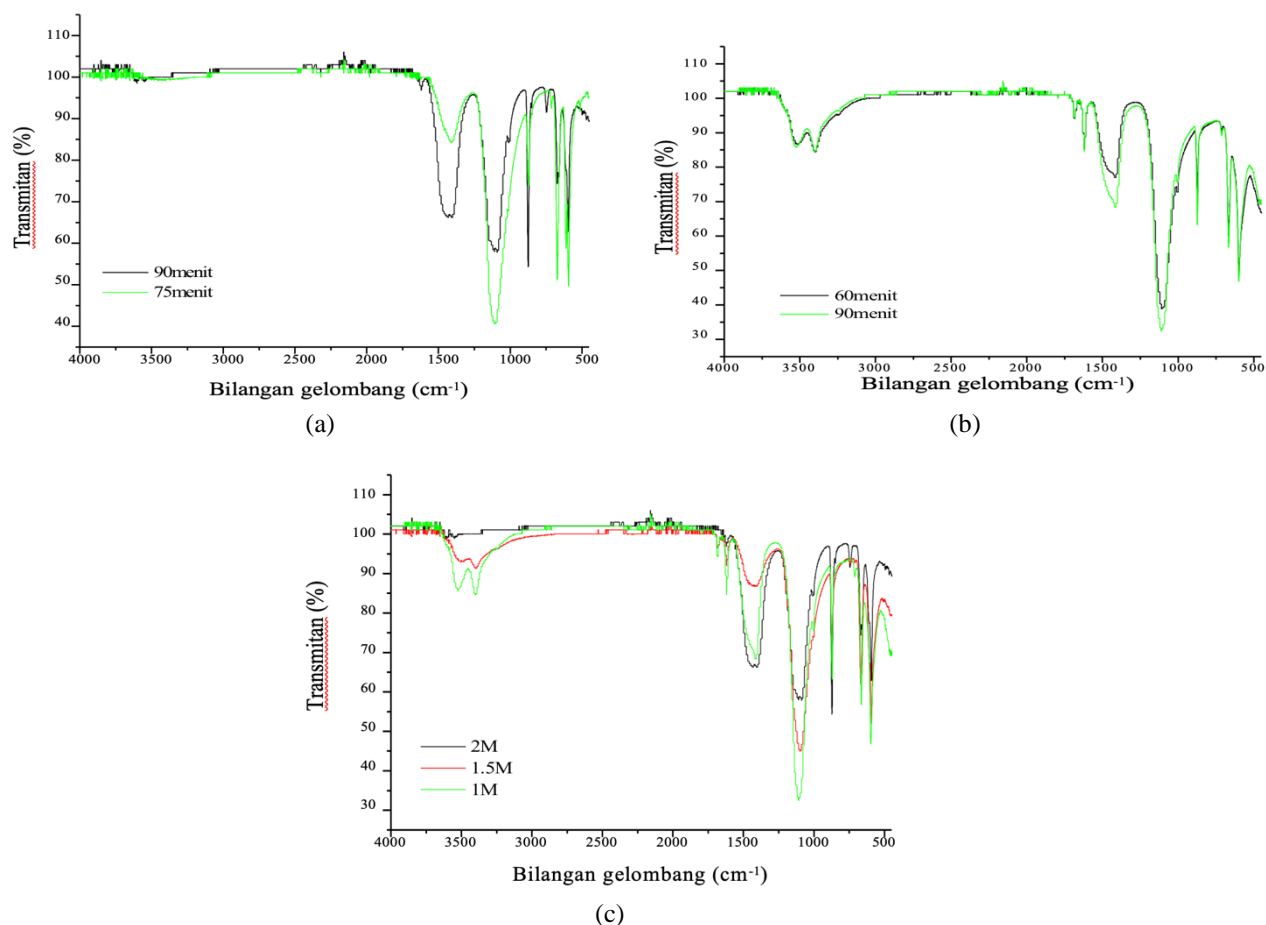 110
100
90
80
70
60
50
40
Transmitan (%)
90menit
75menit
4000 3500 3000 2500 2000 1500 1000 500
Bilangan gelombang (cm-1)
(a)
110
100
90
80
70
60
50
40
30
Transmitan (%)
60menit
90menit
4000 3500 3000 2500 2000 1500 1000 500
Bilangan gelombang (cm-1)
(b)
110
100
90
80
70
60
50
40
30
Transmitan (%)
2M
1.5M
1M
4000 3500 3000 2500 2000 1500 1000 500
Bilangan gelombang (cm-1)
(c)